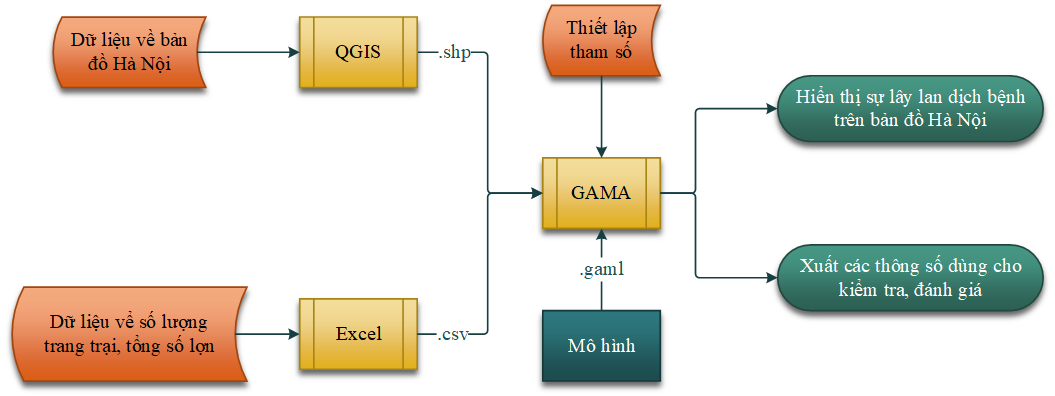 Dữ liệu về bản
đồ Hà Nội
QGIS
.shp
Thiết lập
tham số
Hiển thị sự lây lan dịch bệnh
trên bản đồ Hà Nội
GAMA
.gaml
Xuất các thông số dùng cho
kiểm tra, đánh giá
Dữ liệu về số lượng
trang trại, tổng số lợn
Excel
.csv
Mô hình